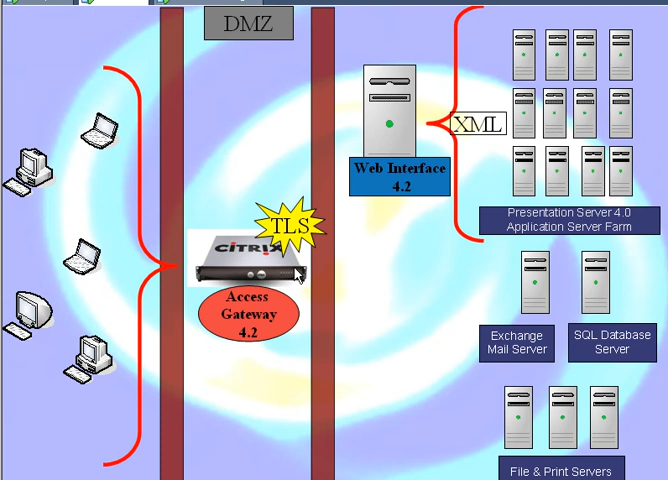 DMZ
XML
Web Interface
4.2
TLS
CITRIX
Access
Gateway
4.2
Presentation Server 4.0
Application Server Farm
Exchange
Mail Server
SQL Database
Server
File & Print Servers